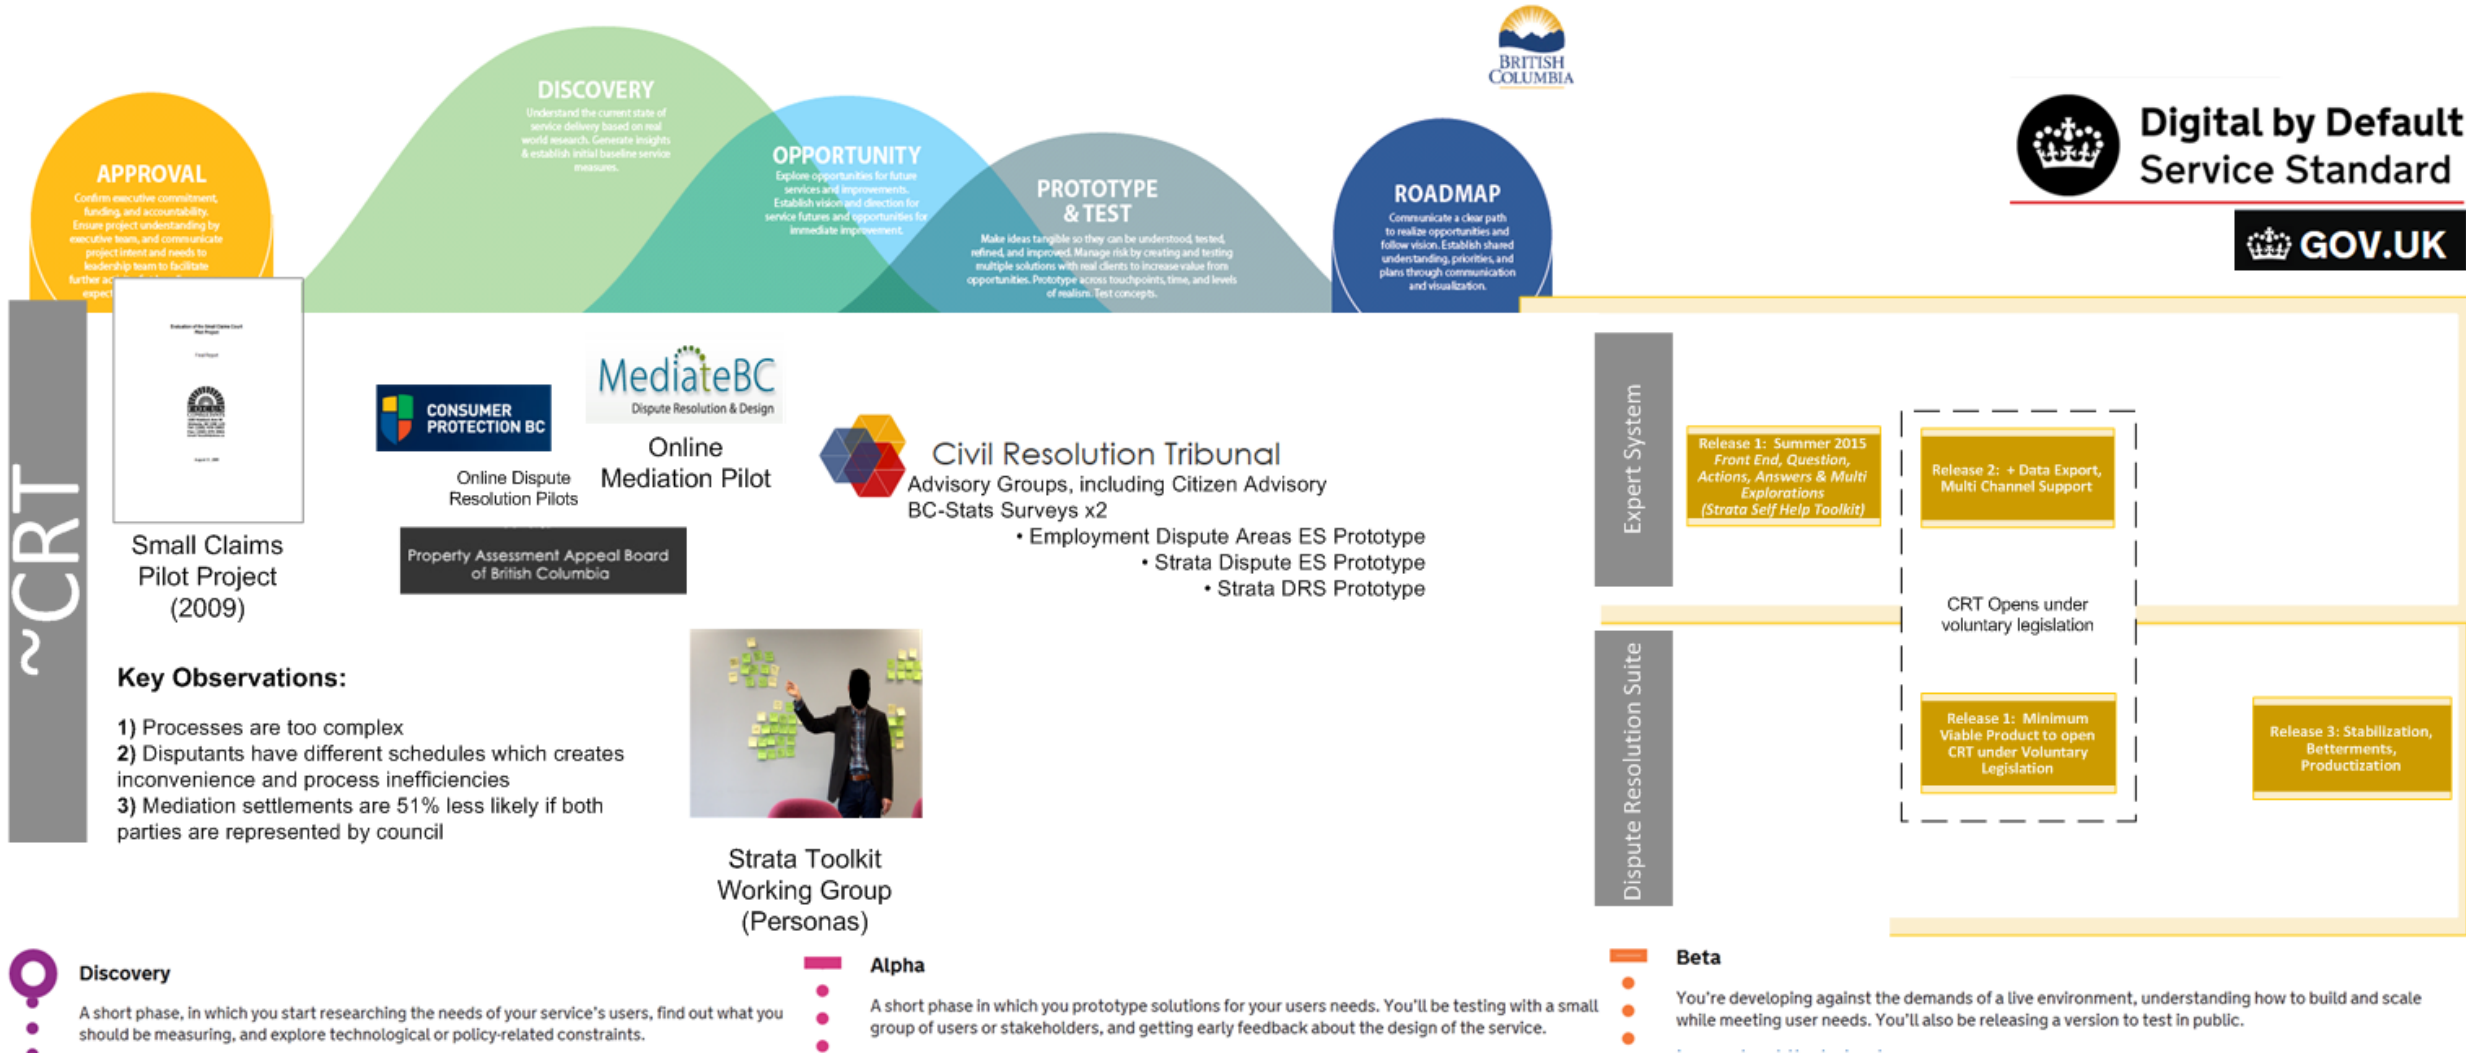 BRITISH
COLUMBIA
DISCOVERY
Understand the current state of
service delivery based on real
world research. Generate insights
& establish initial baseline service
measures.
APPROVAL
Confirm executive commitment,
funding, and accountability.
Ensure project understanding by
executive team, and communicate
project intent and needs to
leadership team to facilitate
further
OPPORTUNITY
Explore opportunities for future
services and improvements.
Establish vision and direction for
service futures and opportunities for
immediate improvement.
PROTOTYPE
& TEST
Make ideas tangible so they can be understood, tested,
refined, and improved. Manage risk by creating and testing
multiple solutions with real clients to increase value from
opportunities. Prototype across touchpoints, time, and levels
of realism. Test concepts.
ROADMAP
Communicate a clear path
to realize opportunities and
follow vision. Establish shared
understanding, priorities, and
plans through communication
and visualization.
Digital by Default
Service Standard
GOV.UK
~CRT
Evaluation of the Small Claims Court
Pilot Project
Final Report
Small Claims
Pilot Project
(2009)
CONSUMER
PROTECTION BC
Online Dispute
Resolution Pilots
Property Assessment Appeal Board
of British Columbia
MediateBC
Dispute Resolution & Design
Online
Mediation Pilot
Civil Resolution Tribunal
Advisory Groups, including Citizen Advisory
BC-Stats Surveys x2
• Employment Dispute Areas ES Prototype
• Strata Dispute ES Prototype
• Strata DRS Prototype
Key Observations:
1) Processes are too complex
2) Disputants have different schedules which creates
inconvenience and process inefficiencies
3) Mediation settlements are 51% less likely if both
parties are represented by council
Strata Toolkit
Working Group
(Personas)
Expert System
Release 1: Summer 2015
Front End, Question,
Actions, Answers & Multi
Explorations
(Strata Self Help Toolkit)
Release 2: + Data Export,
Multi Channel Support
CRT Opens under
voluntary legislation
Dispute Resolution Suite
Release 1: Minimum
Viable Product to open
CRT under Voluntary
Legislation
Release 3: Stabilization,
Betterments,
Productization
Discovery
A short phase, in which you start researching the needs of your service's users, find out what you
should be measuring, and explore technological or policy-related constraints.
Alpha
A short phase in which you prototype solutions for your users needs. You'll be testing with a small
group of users or stakeholders, and getting early feedback about the design of the service.
Beta
You're developing against the demands of a live environment, understanding how to build and scale
while meeting user needs. You'll also be releasing a version to test in public.